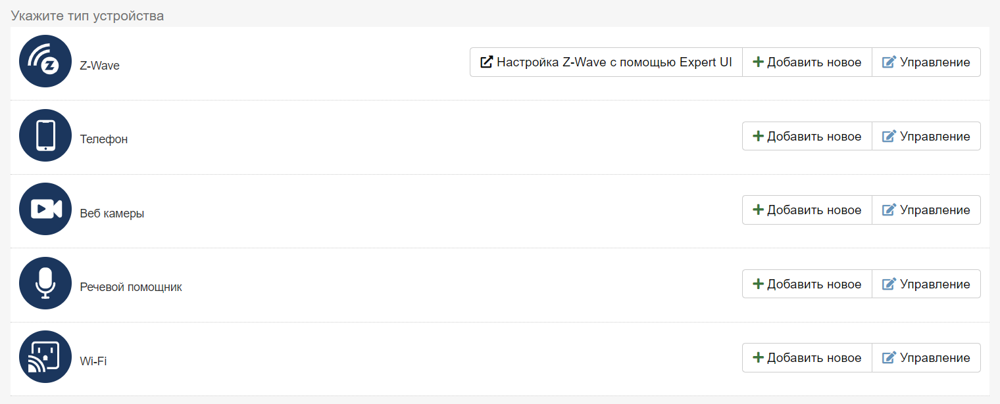 Укажите тип устройства
Z-Wave
Настройка Z-Wave с помощью Expert UI
Добавить новое
Управление
Телефон
Добавить новое
Управление
Веб камеры
Добавить новое
Управление
Речевой помощник
Добавить новое
Управление
Wi-Fi
Добавить новое
Управление